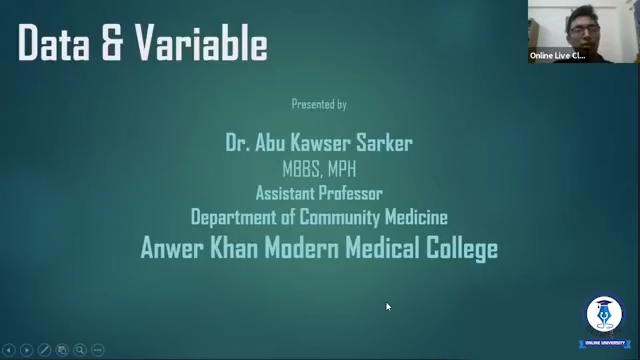 Data & Variable
Online Live Cl...
Presented by
Dr. Abu Kawser Sarker
MBBS, MPH
Assistant Professor
Department of Community Medicine
Anwer Khan Modern Medical College
ONLINE UNIVERSITY